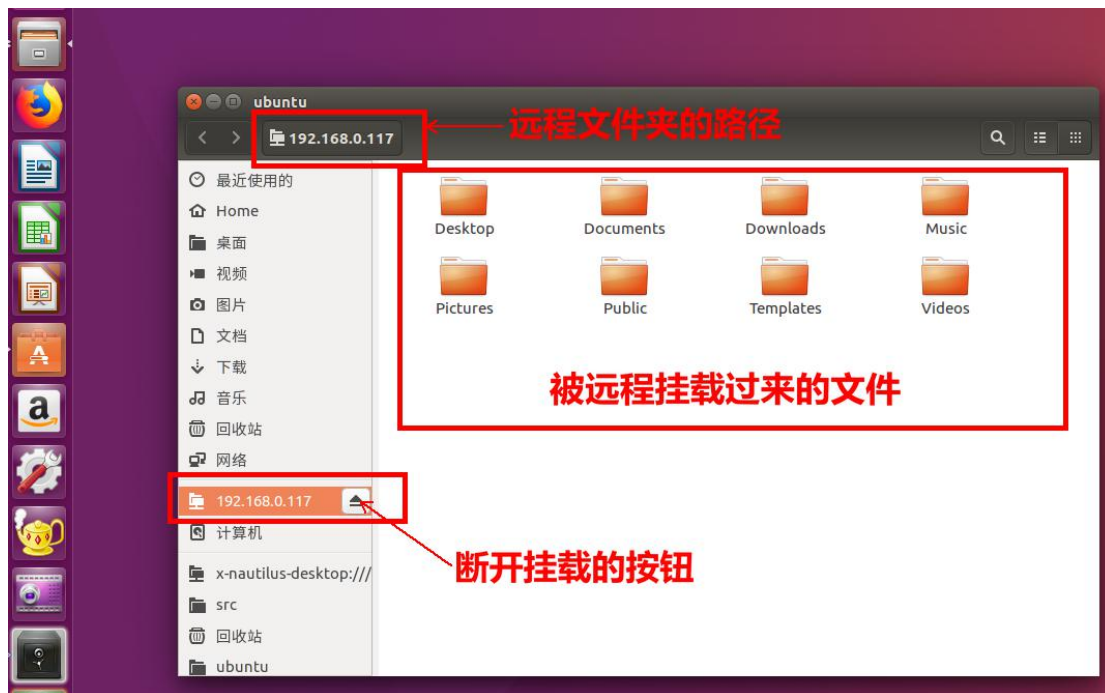 ubuntu
192.168.0.117
远程文件夹的路径
最近使用的
Home
桌面
视频
图片
文档
下载
音乐
回收站
网络
192.168.0.117
计算机
x-nautilus-desktop:///
src
回收站
ubuntu
Desktop
Documents
Downloads
Music
Pictures
Public
Templates
Videos
被远程挂载过来的文件
断开挂载的按钮